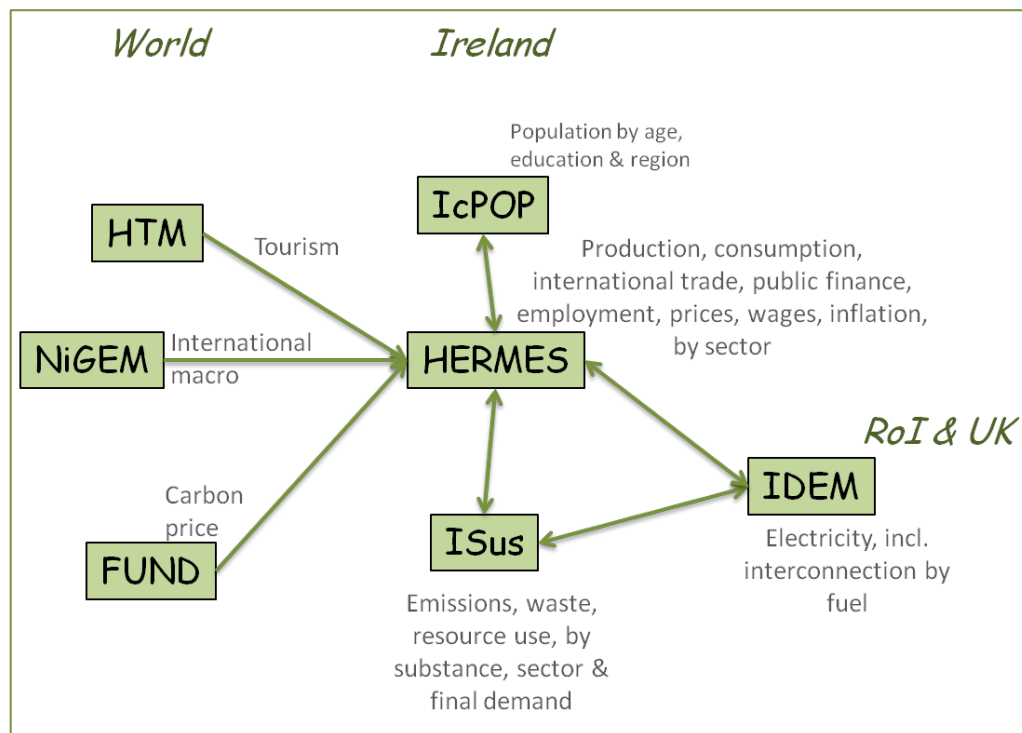 World
Ireland
Population by age,
education & region
IcPOP
HTM
Tourism
Production, consumption,
international trade, public finance,
employment, prices, wages, inflation,
by sector
NiGEM
International
macro
HERMES
RoI & UK
IDEM
Carbon
price
FUND
ISus
Electricity, incl.
interconnection by
fuel
Emissions, waste,
resource use, by
substance, sector &
final demand